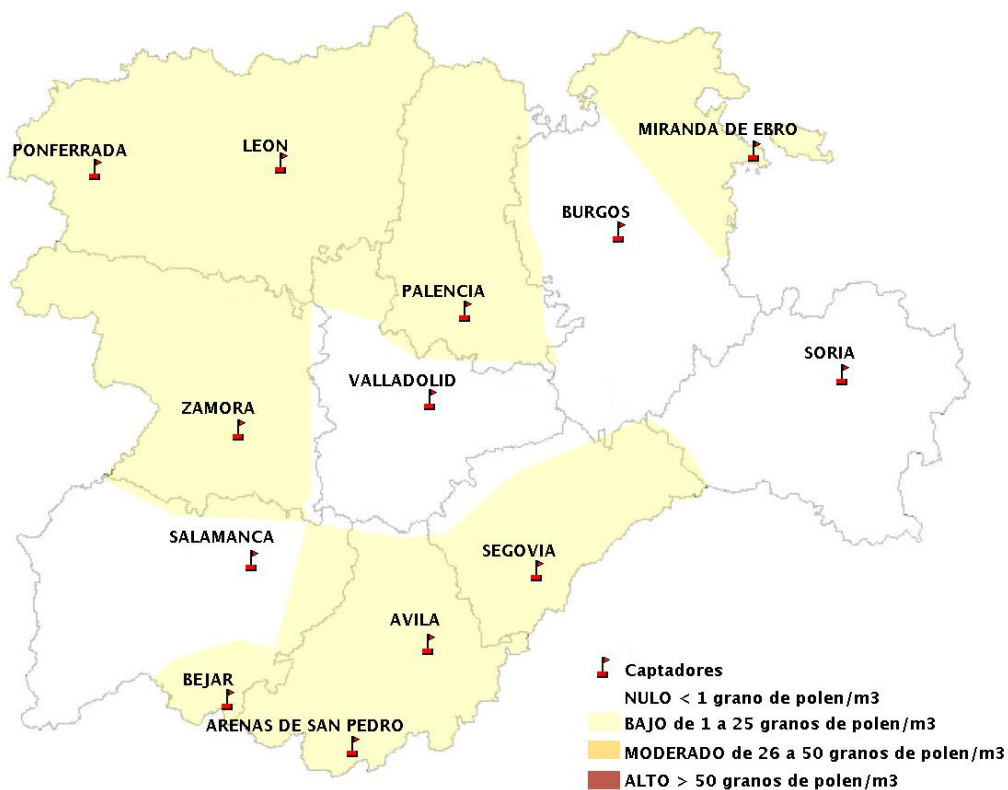 MIRANDA DE EBRO
PONFERRADA
LEON
BURGOS
PALENCIA
SORIA
VALLADOLID
ZAMORA
SALAMANCA
SEGOVIA
AVILA
BEJAR
ARENAS DE SAN PEDRO
Captadores
NULO < 1 grano de polen/m3
BAJO de 1 a 25 granos de polen/m3
MODERADO de 26 a 50 granos de polen/m3
ALTO > 50 granos de polen/m3